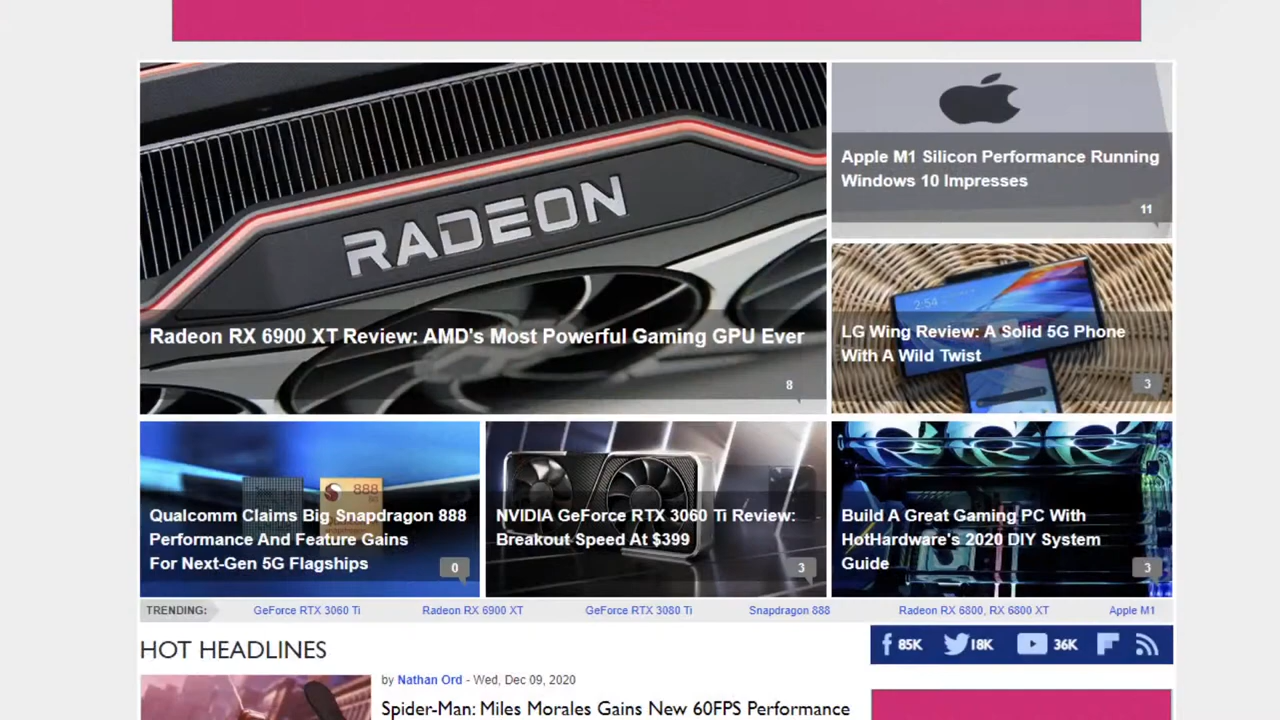 RADEON
Radeon RX 6900 XT Review: AMD's Most Powerful Gaming GPU Ever
8
Apple M1 Silicon Performance Running
Windows 10 Impresses
11
2:54
LG Wing Review: A Solid 5G Phone
With A Wild Twist
3
888
Qualcomm Claims Big Snapdragon 888
Performance And Feature Gains
For Next-Gen 5G Flagships
0
NVIDIA GeForce RTX 3060 Ti Review:
Breakout Speed At $399
3
Build A Great Gaming PC With
HotHardware's 2020 DIY System
Guide
3
TRENDING: GeForce RTX 3060 Ti Radeon RX 6900 XT GeForce RTX 3080 Ti Snapdragon 888 Radeon RX 6800, RX 6800 XT Apple M1
HOT HEADLINES
85K 18K 36K
by Nathan Ord - Wed, Dec 09, 2020
Spider-Man: Miles Morales Gains New 60FPS Performance